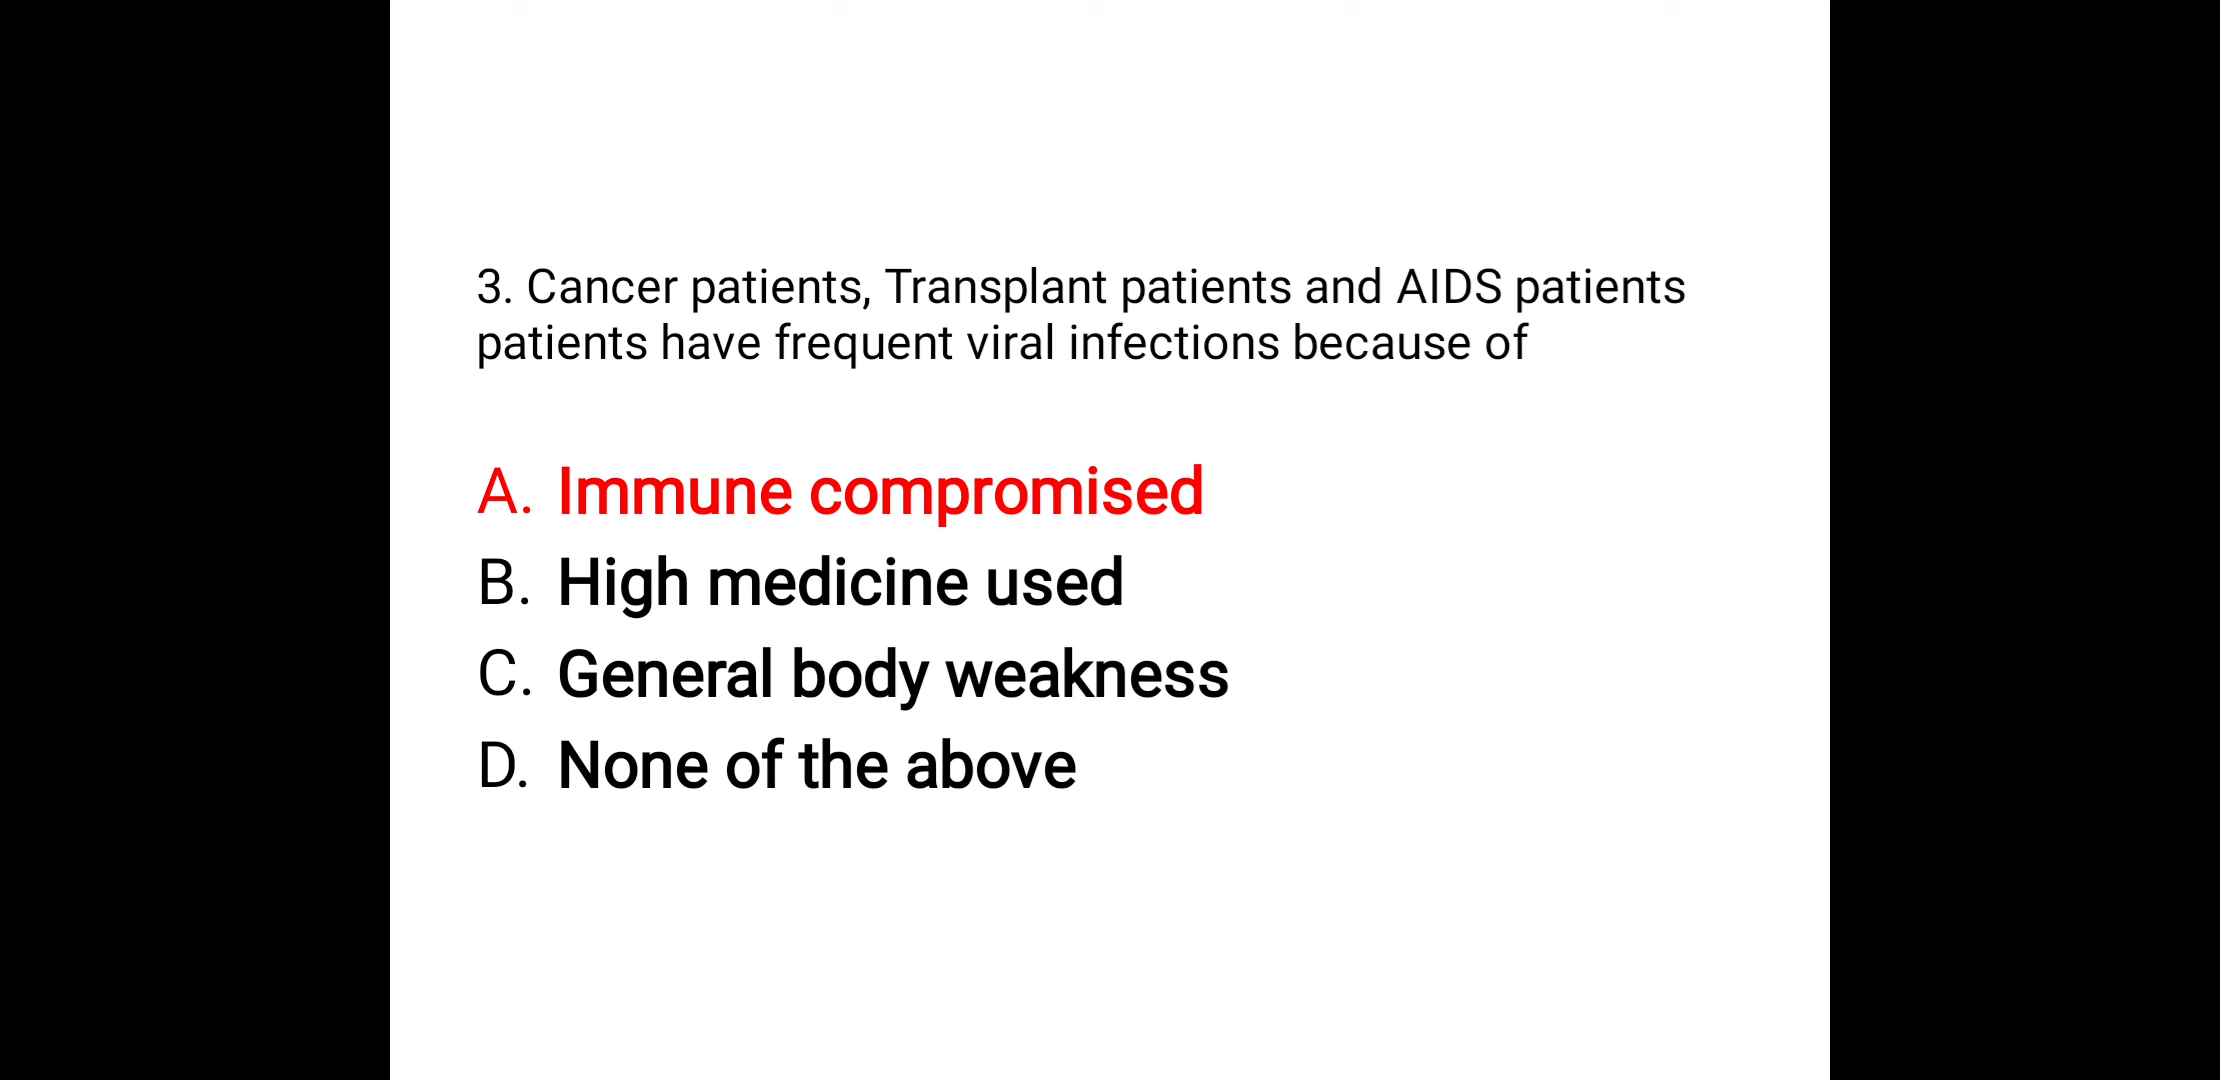 3. Cancer patients, Transplant patients and AIDS patients
patients have frequent viral infections because of
A. Immune compromised
B. High medicine used
C. General body weakness
D. None of the above